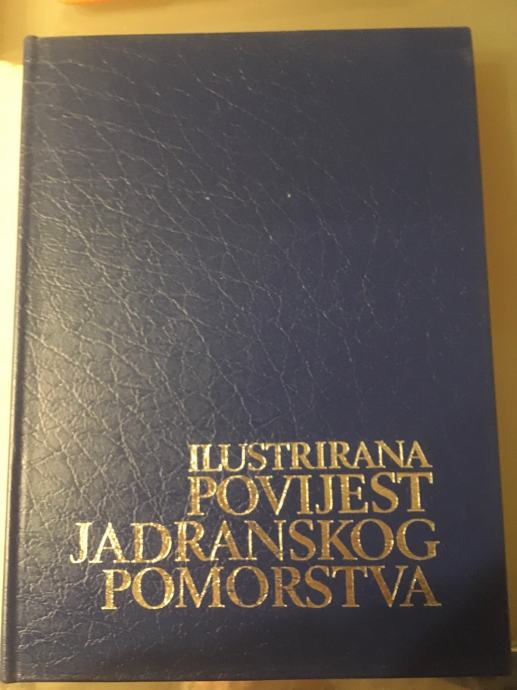 ILUSTRIRANA
POVIJEST
JADRANSKOG
POMORSTVA